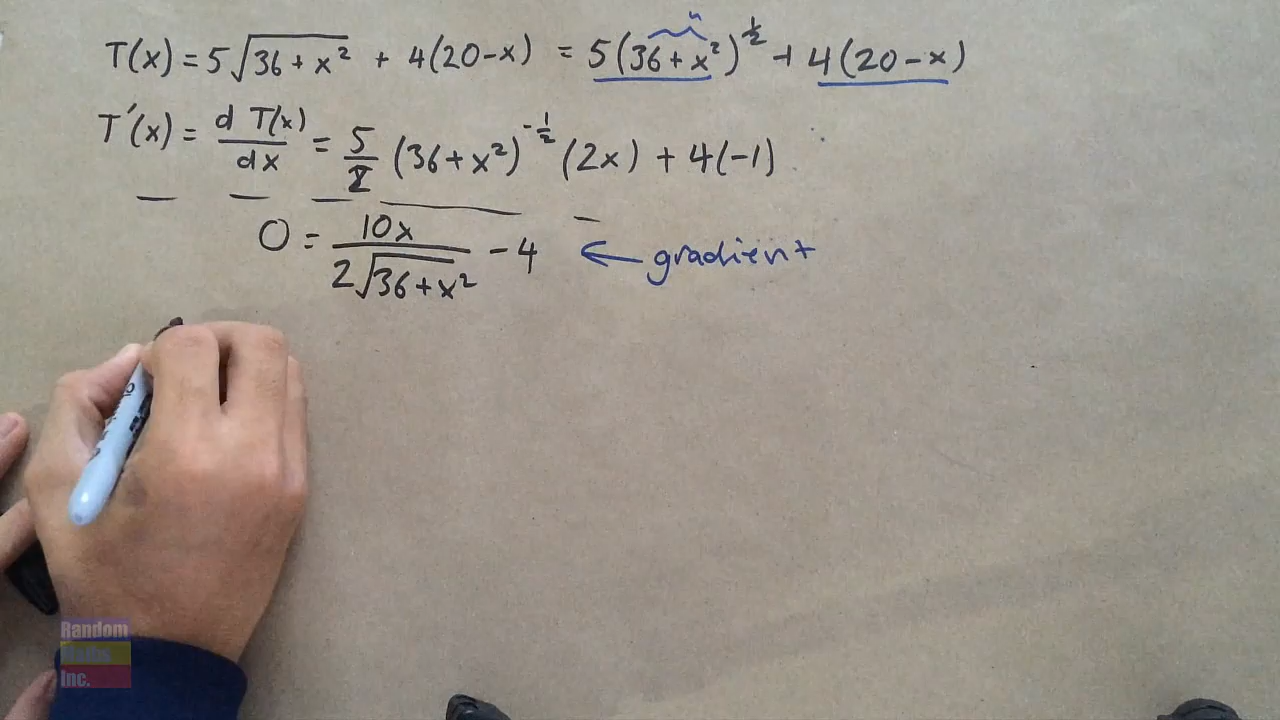 T(x) = 5√(36+x²) + 4(20-x) = 5(36+x²)^½ + 4(20-x)
T'(x) = d T(x)/dx = 5/2 (36+x²)^-½ (2x) + 4(-1)
0 = 10x/2√(36+x²) - 4 ← gradient
Random
Maths
Inc.